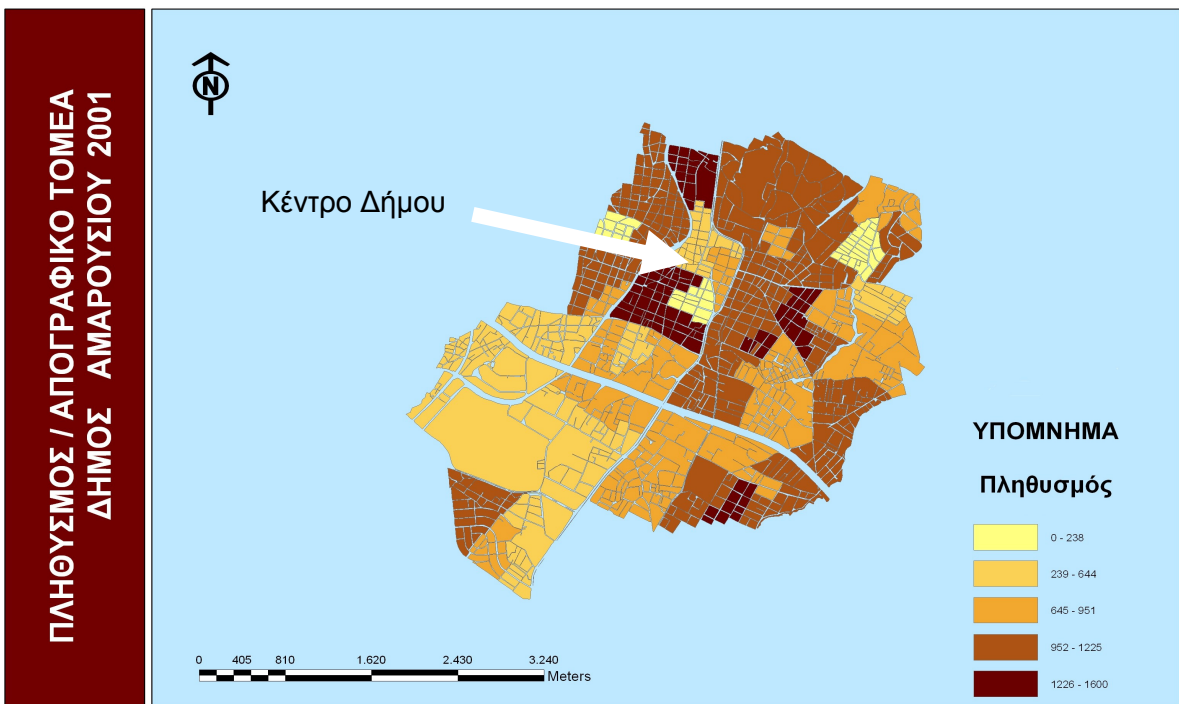 ΠΛΗΘΥΣΜΟΣ / ΑΠΟΓΡΑΦΙΚΟ ΤΟΜΕΑ
ΔΗΜΟΣ ΑΜΑΡΟΥΣΙΟΥ 2001
N
Κέντρο Δήμου
ΥΠΟΜΝΗΜΑ
Πληθυσμός
0 - 238
239 - 644
645 - 951
952 - 1225
1226 - 1600
0 405 810 1.620 2.430 3.240
Meters